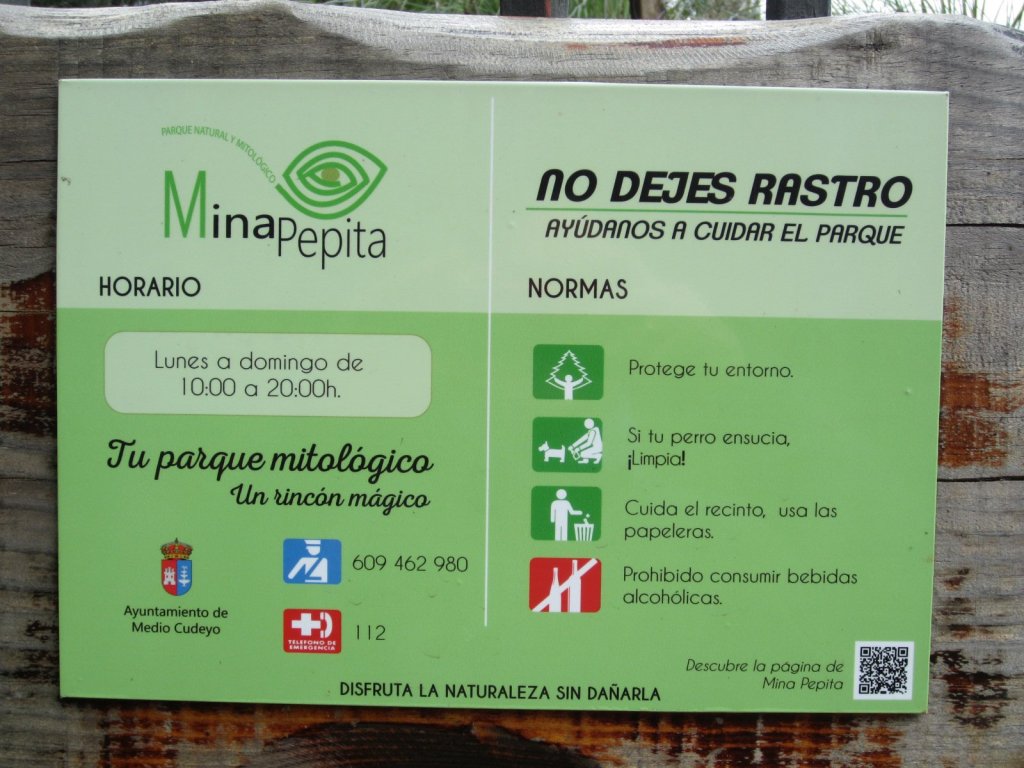 PARQUE NATURAL Y MITOLÓGICO
MinaPepita
HORARIO
Lunes a domingo de
10:00 a 20:00h.
Tu parque mitológico
Un rincón mágico
Ayuntamiento de
Medio Cudeyo
609 462 980
TELEFONO DE
EMERGENCIA
112
NO DEJES RASTRO
AYÚDANOS A CUIDAR EL PARQUE
NORMAS
Protege tu entorno.
Si tu perro ensucia,
¡Limpia!
Cuida el recinto, usa las
papeleras.
Prohibido consumir bebidas
alcohólicas.
Descubre la página de
Mina Pepita
DISFRUTA LA NATURALEZA SIN DAÑARLA